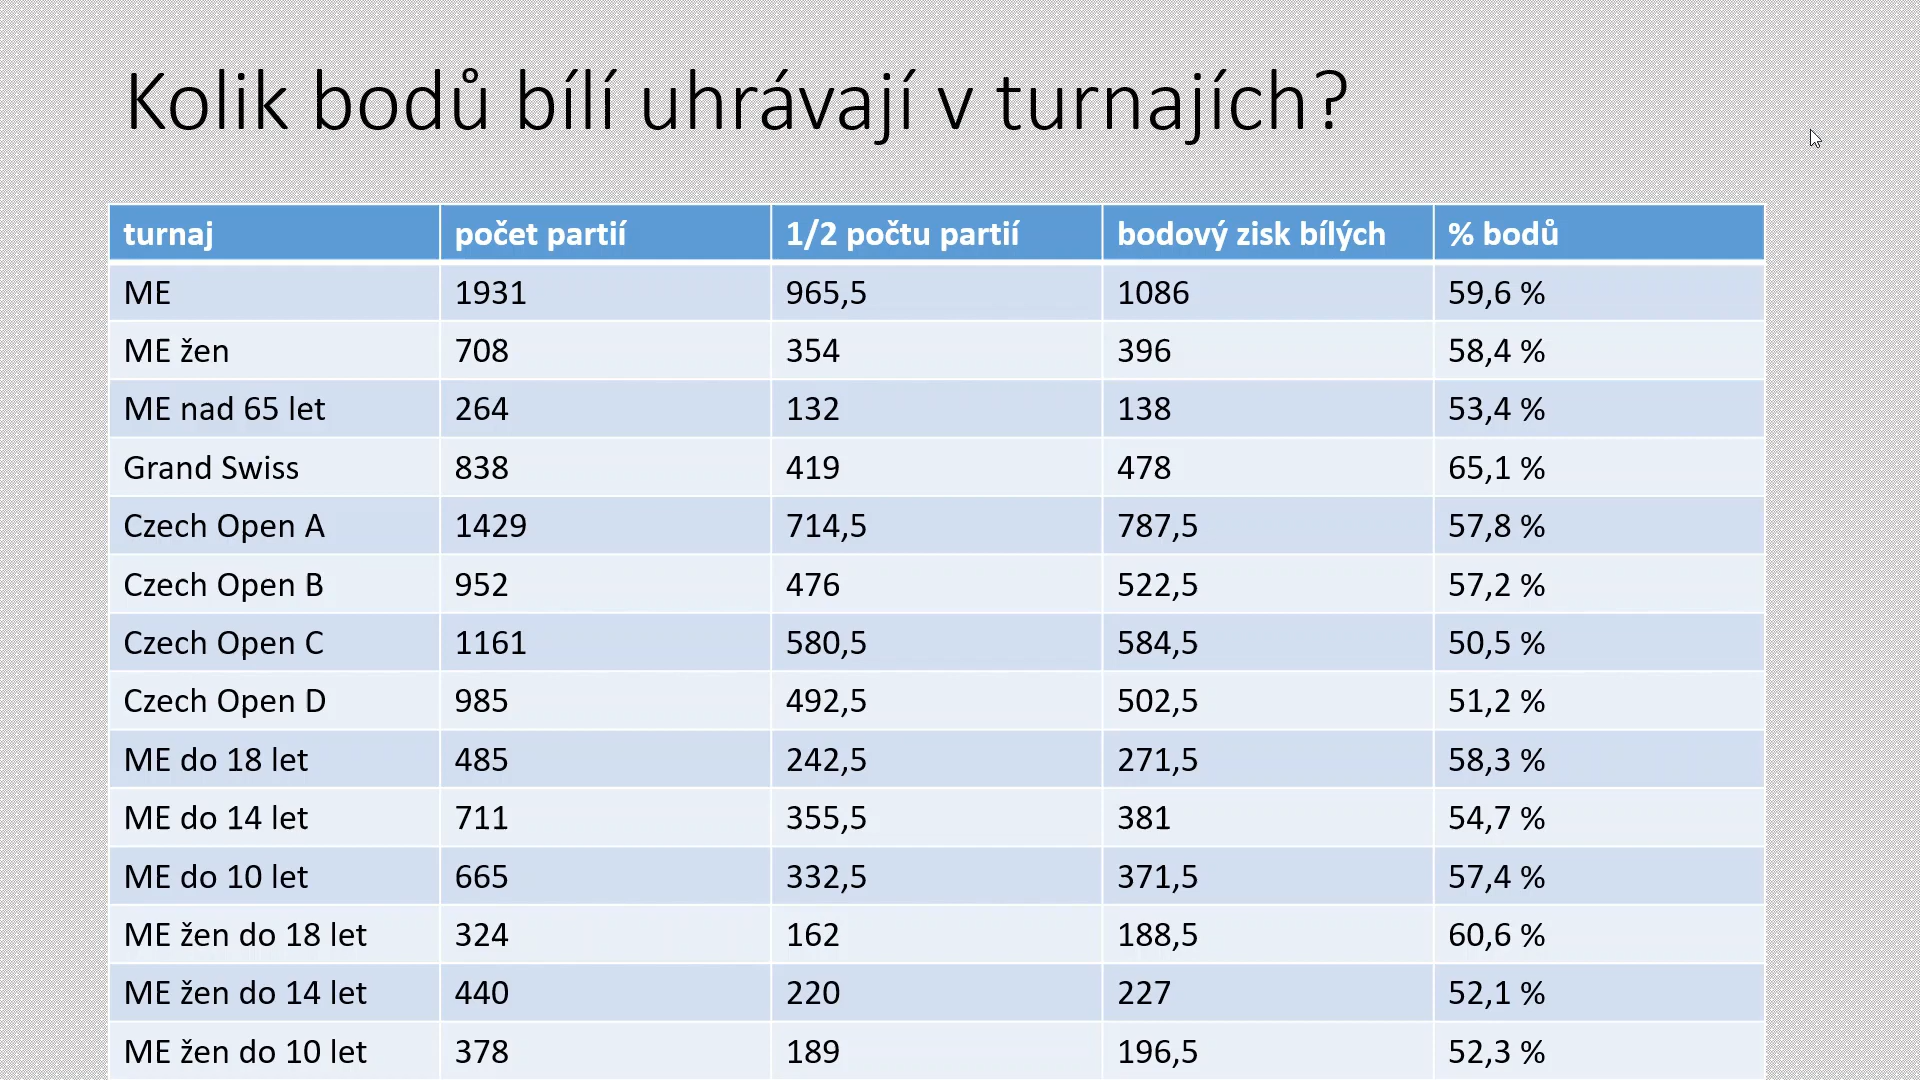 Kolik bodů bílí uhrávají v turnajích?
turnaj počet partií 1/2 počtu partií bodový zisk bílých % bodů
ME 1931 965,5 1086 59,6 %
ME žen 708 354 396 58,4 %
ME nad 65 let 264 132 138 53,4 %
Grand Swiss 838 419 478 65,1 %
Czech Open A 1429 714,5 787,5 57,8 %
Czech Open B 952 476 522,5 57,2 %
Czech Open C 1161 580,5 584,5 50,5 %
Czech Open D 985 492,5 502,5 51,2 %
ME do 18 let 485 242,5 271,5 58,3 %
ME do 14 let 711 355,5 381 54,7 %
ME do 10 let 665 332,5 371,5 57,4 %
ME žen do 18 let 324 162 188,5 60,6 %
ME žen do 14 let 440 220 227 52,1 %
ME žen do 10 let 378 189 196,5 52,3 %